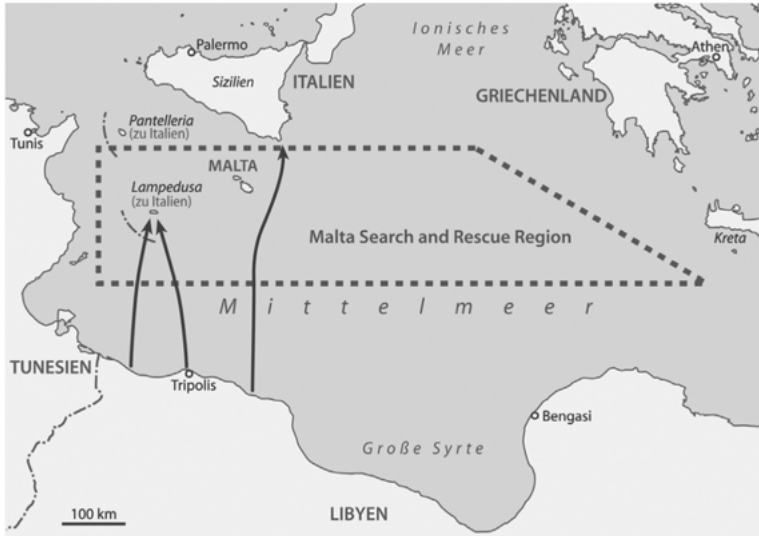 Ionisches
Meer
Palermo
Athen
Sizilien
ITALIEN
GRIECHENLAND
Pantelleria
(zu Italien)
Tunis
MALTA
Lampedusa
(zu Italien)
Malta Search and Rescue Region
Kreta
Mittelmeer
TUNESIEN
Tripolis
Bengasi
Große Syrte
100 km
LIBYEN